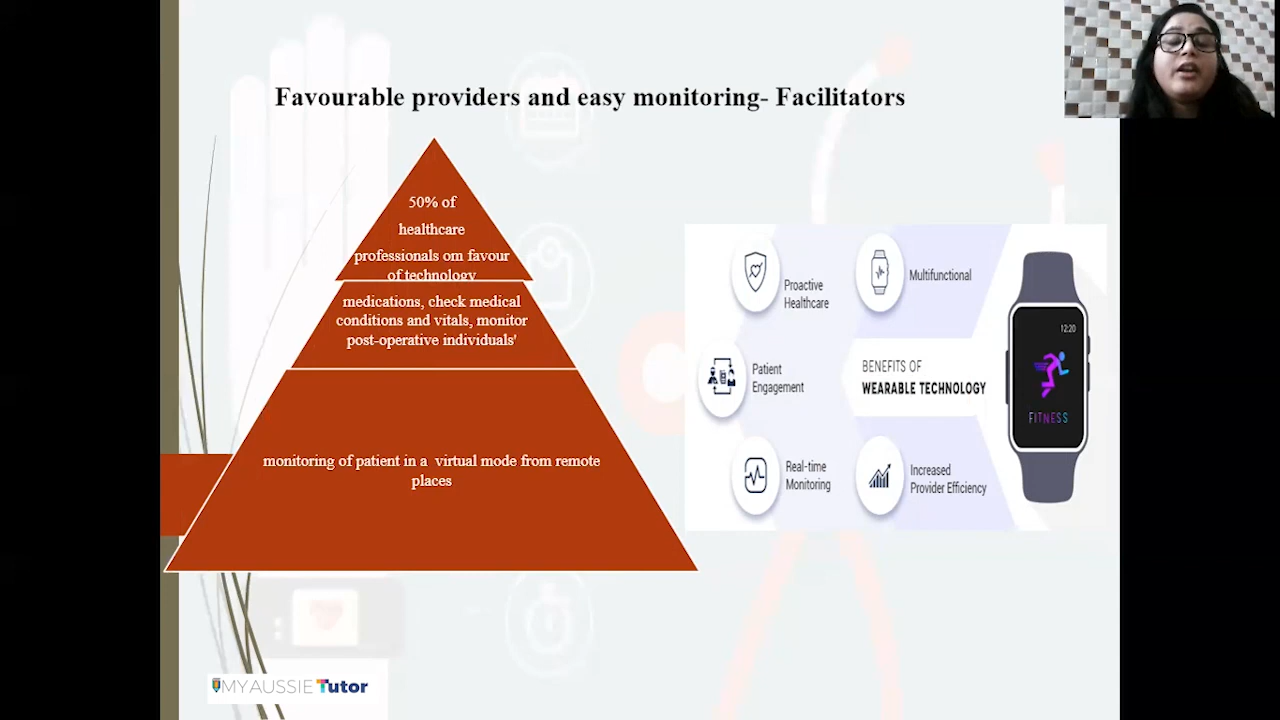 Favourable providers and easy monitoring- Facilitators
50% of
healthcare
professionals om favour
of technology
medications, check medical
conditions and vitals, monitor
post-operative individuals'
monitoring of patient in a virtual mode from remote
places
Proactive
Healthcare
Multifunctional
Patient
Engagement
BENEFITS OF
WEARABLE TECHNOLOGY
Real-time
Monitoring
Increased
Provider Efficiency
12:20
FITNESS
MY AUSSIE Tutor